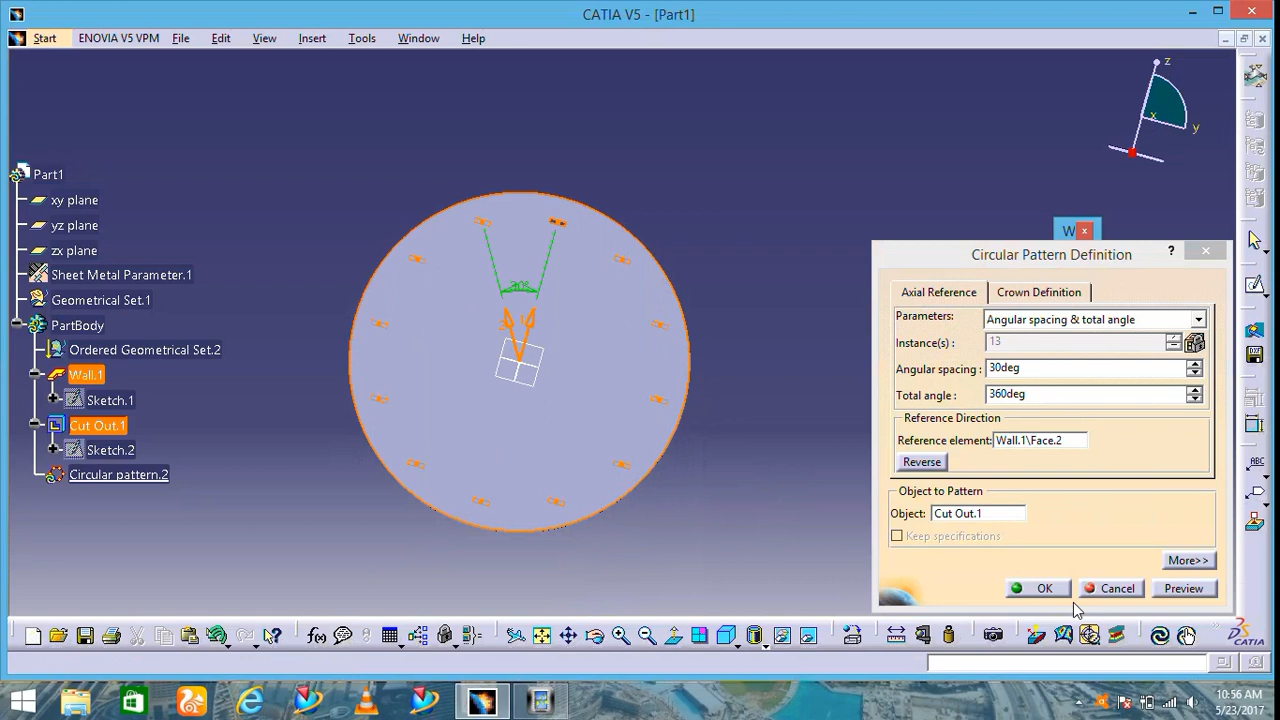 CATIA V5 - [Part1]
Start
ENOVIA V5 VPM
File
Edit
View
Insert
Tools
Window
Help
z
x
y
Part1
xy plane
yz plane
zx plane
Sheet Metal Parameter.1
Geometrical Set.1
PartBody
Ordered Geometrical Set.2
Wall.1
Sketch.1
Cut Out.1
Sketch.2
Circular pattern.2
Circular Pattern Definition
?
Axial Reference
Crown Definition
Parameters:
Angular spacing & total angle
Instance(s) :
13
Angular spacing :
30deg
Total angle :
360deg
Reference Direction
Reference element:
Wall.1\Face.2
Reverse
Object to Pattern
Object:
Cut Out.1
Keep specifications
More>>
OK
Cancel
Preview
f(x)
ABC
CATIA
10:56 AM
5/23/2017